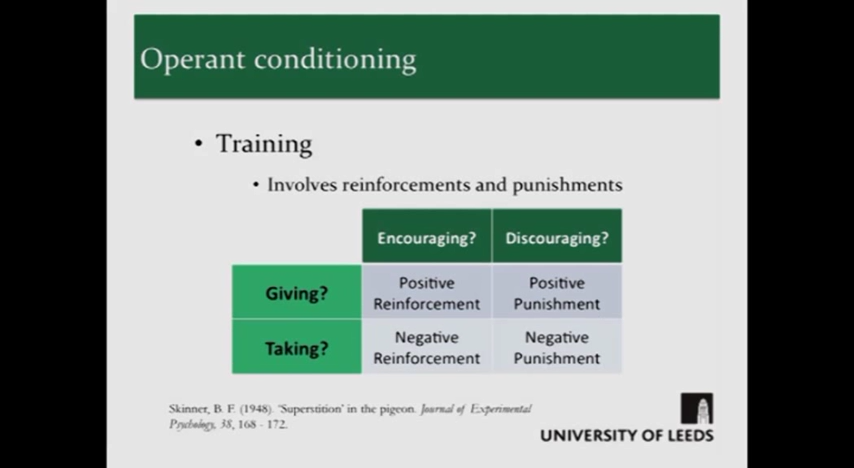 Operant conditioning
• Training
• Involves reinforcements and punishments
Encouraging? Discouraging?
Giving? Positive Reinforcement Positive Punishment
Taking? Negative Reinforcement Negative Punishment
Skinner, B. F. (1948). 'Superstition' in the pigeon. Journal of Experimental
Psychology, 38, 168 - 172.
UNIVERSITY OF LEEDS